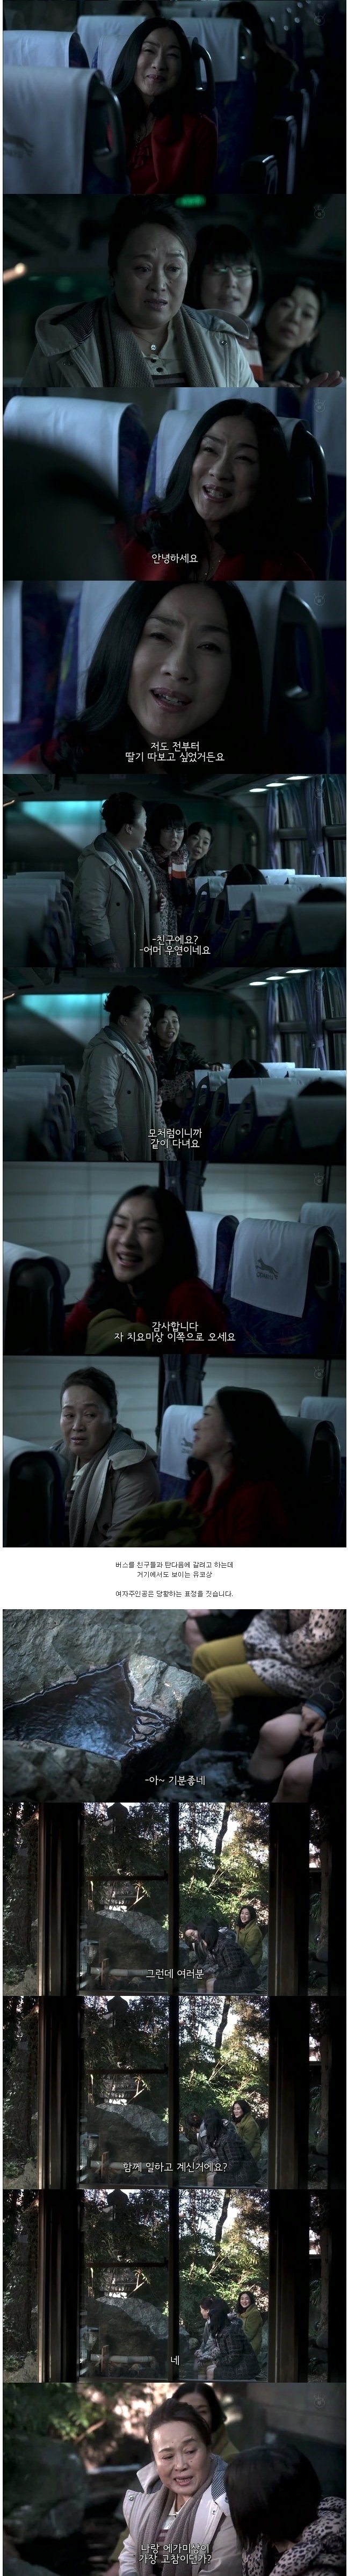 안녕하세요
저도 전부터
딸기 따보고 싶었거든요
-친구에요?
-어머 우연이네요
모처럼이니까
같이 다녀요
감사합니다
자 치요미상 이쪽으로 오세요
버스를 친구들과 탄다음에 갈려고 하는데
거기에서도 보이는 유코상
여자주인공은 당황하는 표정을 짓습니다.
-아~ 기분좋네
그런데 여러분
함께 일하고 계신거에요?
네
나랑 에가미상이
가장 고참이던가?